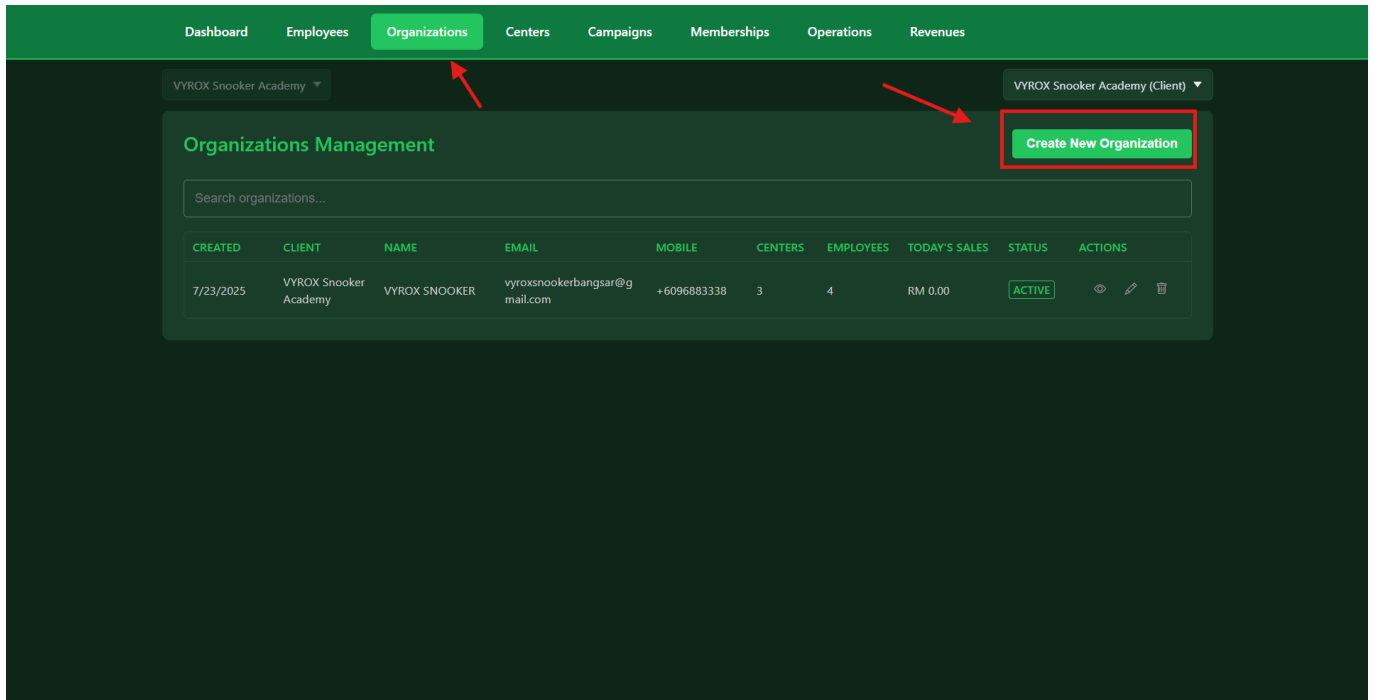 Dashboard Employees Organizations Centers Campaigns Memberships Operations Revenues
VYROX Snooker Academy VYROX Snooker Academy (Client)
Organizations Management Create New Organization
Search organizations...
CREATED CLIENT NAME EMAIL MOBILE CENTERS EMPLOYEES TODAY'S SALES STATUS ACTIONS
7/23/2025 VYROX Snooker Academy VYROX SNOOKER vyroxsnookerbangsar@gmail.com +6096883338 3 4 RM 0.00 ACTIVE